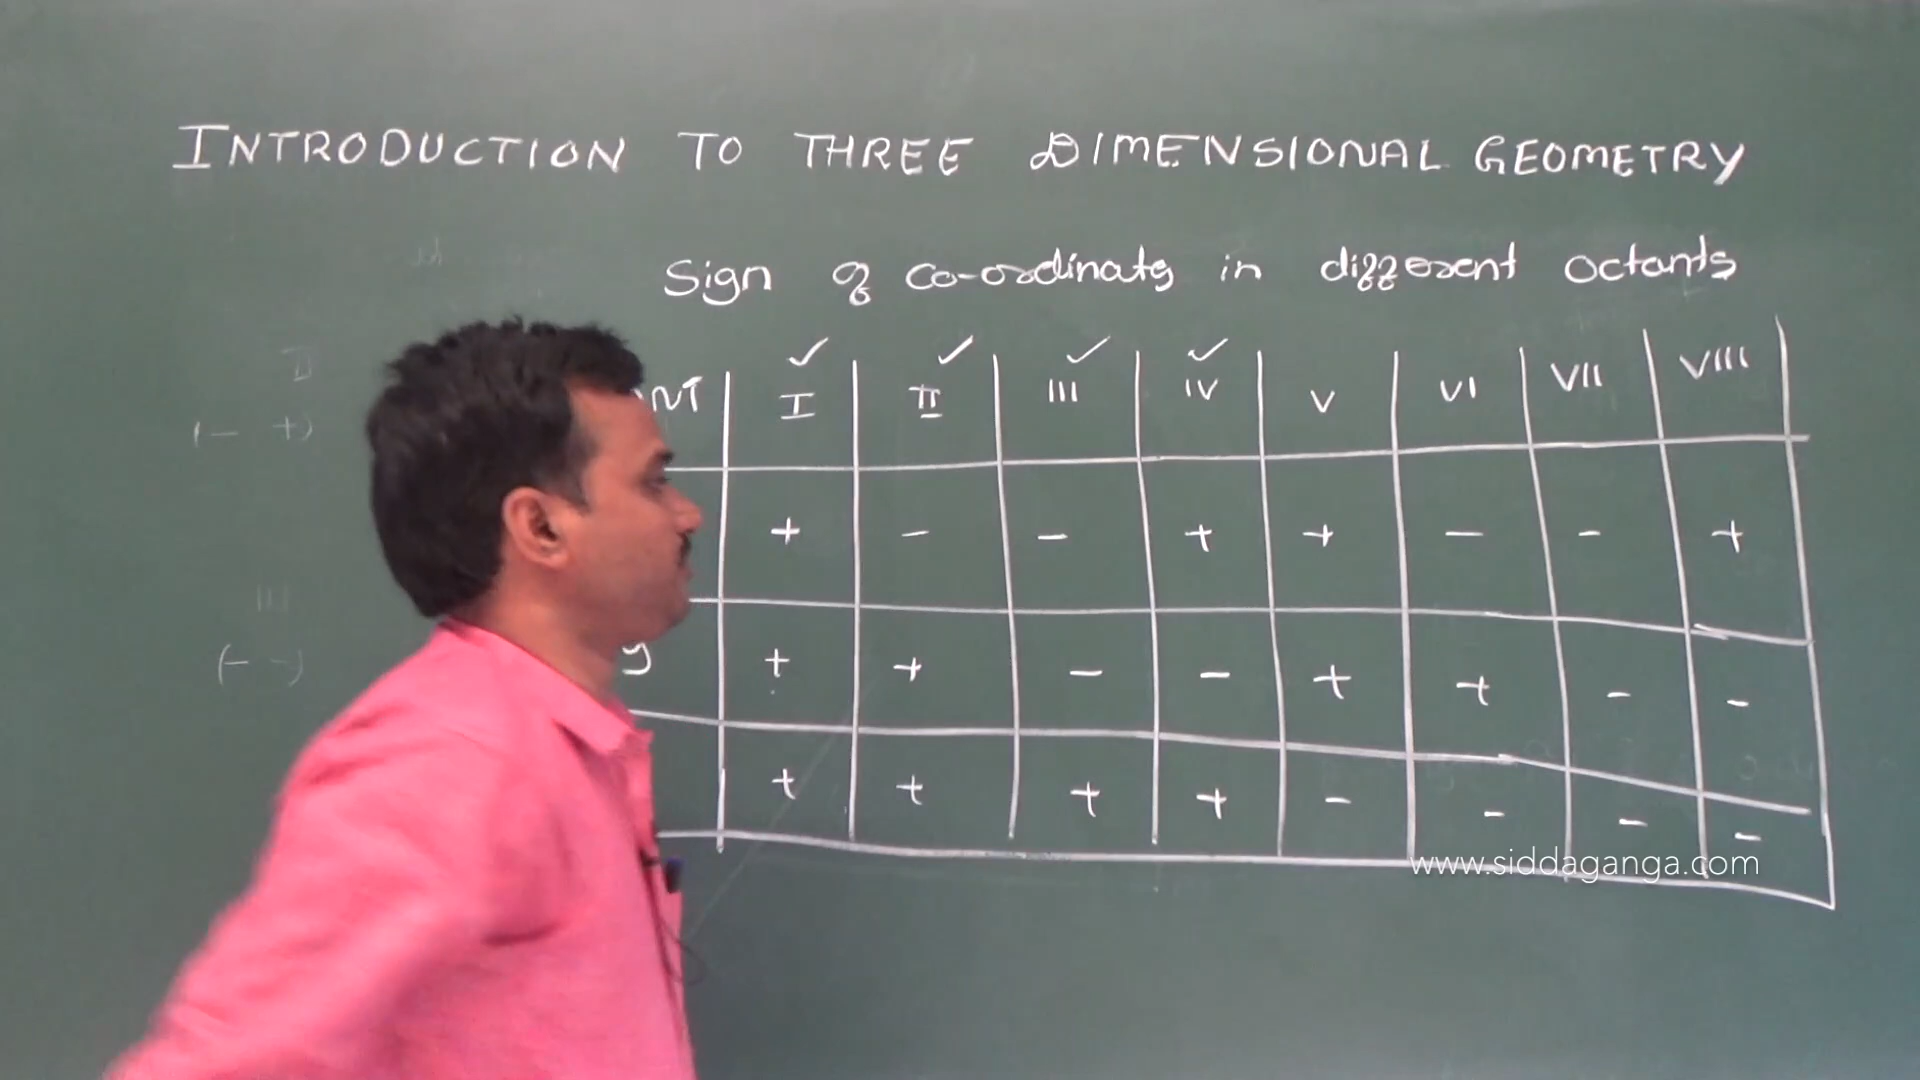 INTRODUCTION TO THREE DIMENSIONAL GEOMETRY
Sign of co-ordinates in different octants
I II III IV V VI VII VIII
+ - - + + - - +
y + + - - + + - -
+ + + + - - - -
(- +)
III
(- -)
www.siddaganga.com